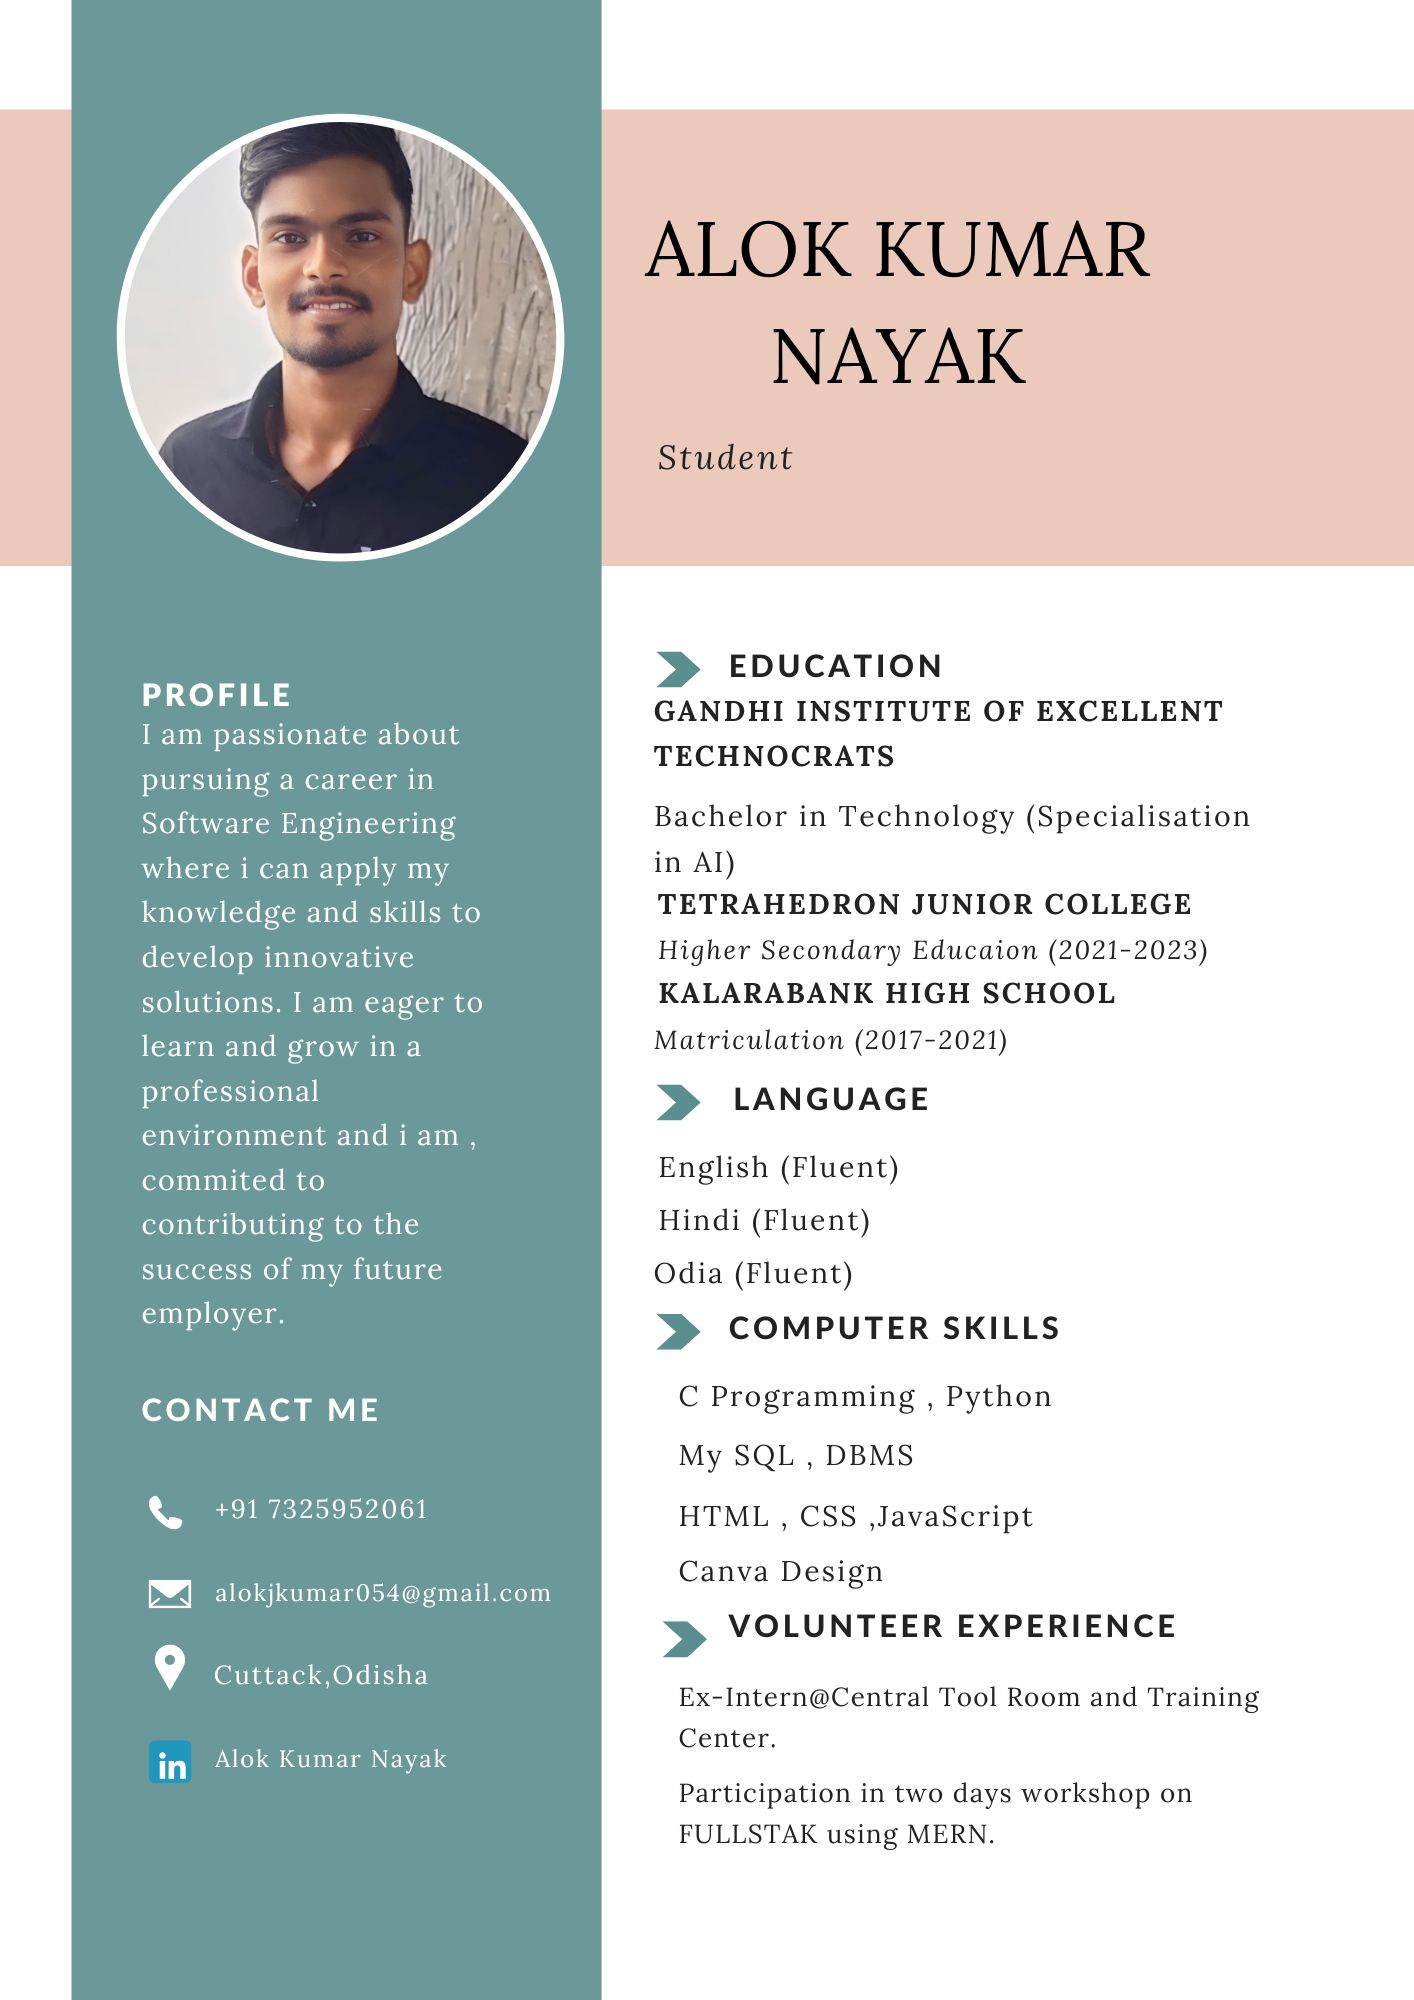 ALOK KUMAR
NAYAK
Student
PROFILE
I am passionate about
pursuing a career in
Software Engineering
where i can apply my
knowledge and skills to
develop innovative
solutions. I am eager to
learn and grow in a
professional
environment and i am ,
commited to
contributing to the
success of my future
employer.
CONTACT ME
+91 7325952061
alokjkumar054@gmail.com
Cuttack,Odisha
in Alok Kumar Nayak
EDUCATION
GANDHI INSTITUTE OF EXCELLENT
TECHNOCRATS
Bachelor in Technology (Specialisation
in AI)
TETRAHEDRON JUNIOR COLLEGE
Higher Secondary Educaion (2021-2023)
KALARABANK HIGH SCHOOL
Matriculation (2017-2021)
LANGUAGE
English (Fluent)
Hindi (Fluent)
Odia (Fluent)
COMPUTER SKILLS
C Programming , Python
My SQL , DBMS
HTML , CSS ,JavaScript
Canva Design
VOLUNTEER EXPERIENCE
Ex-Intern@Central Tool Room and Training
Center.
Participation in two days workshop on
FULLSTAK using MERN.